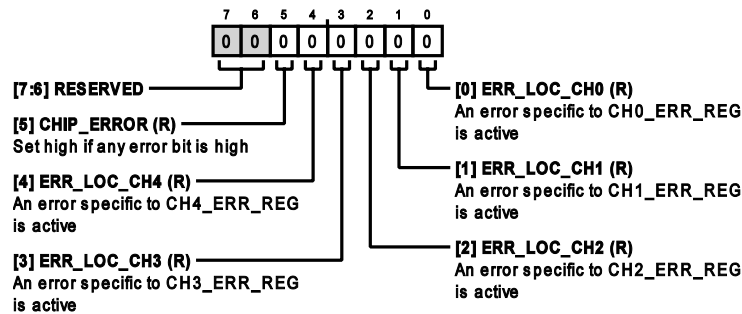 7 6 5 4 3 2 1 0
0 0 0 0 0 0 0 0
[7:6] RESERVED
[5] CHIP_ERROR (R)
Set high if any error bit is high
[4] ERR_LOC_CH4 (R)
An error specific to CH4_ERR_REG
is active
[3] ERR_LOC_CH3 (R)
An error specific to CH3_ERR_REG
is active
[0] ERR_LOC_CH0 (R)
An error specific to CH0_ERR_REG
is active
[1] ERR_LOC_CH1 (R)
An error specific to CH1_ERR_REG
is active
[2] ERR_LOC_CH2 (R)
An error specific to CH2_ERR_REG
is active